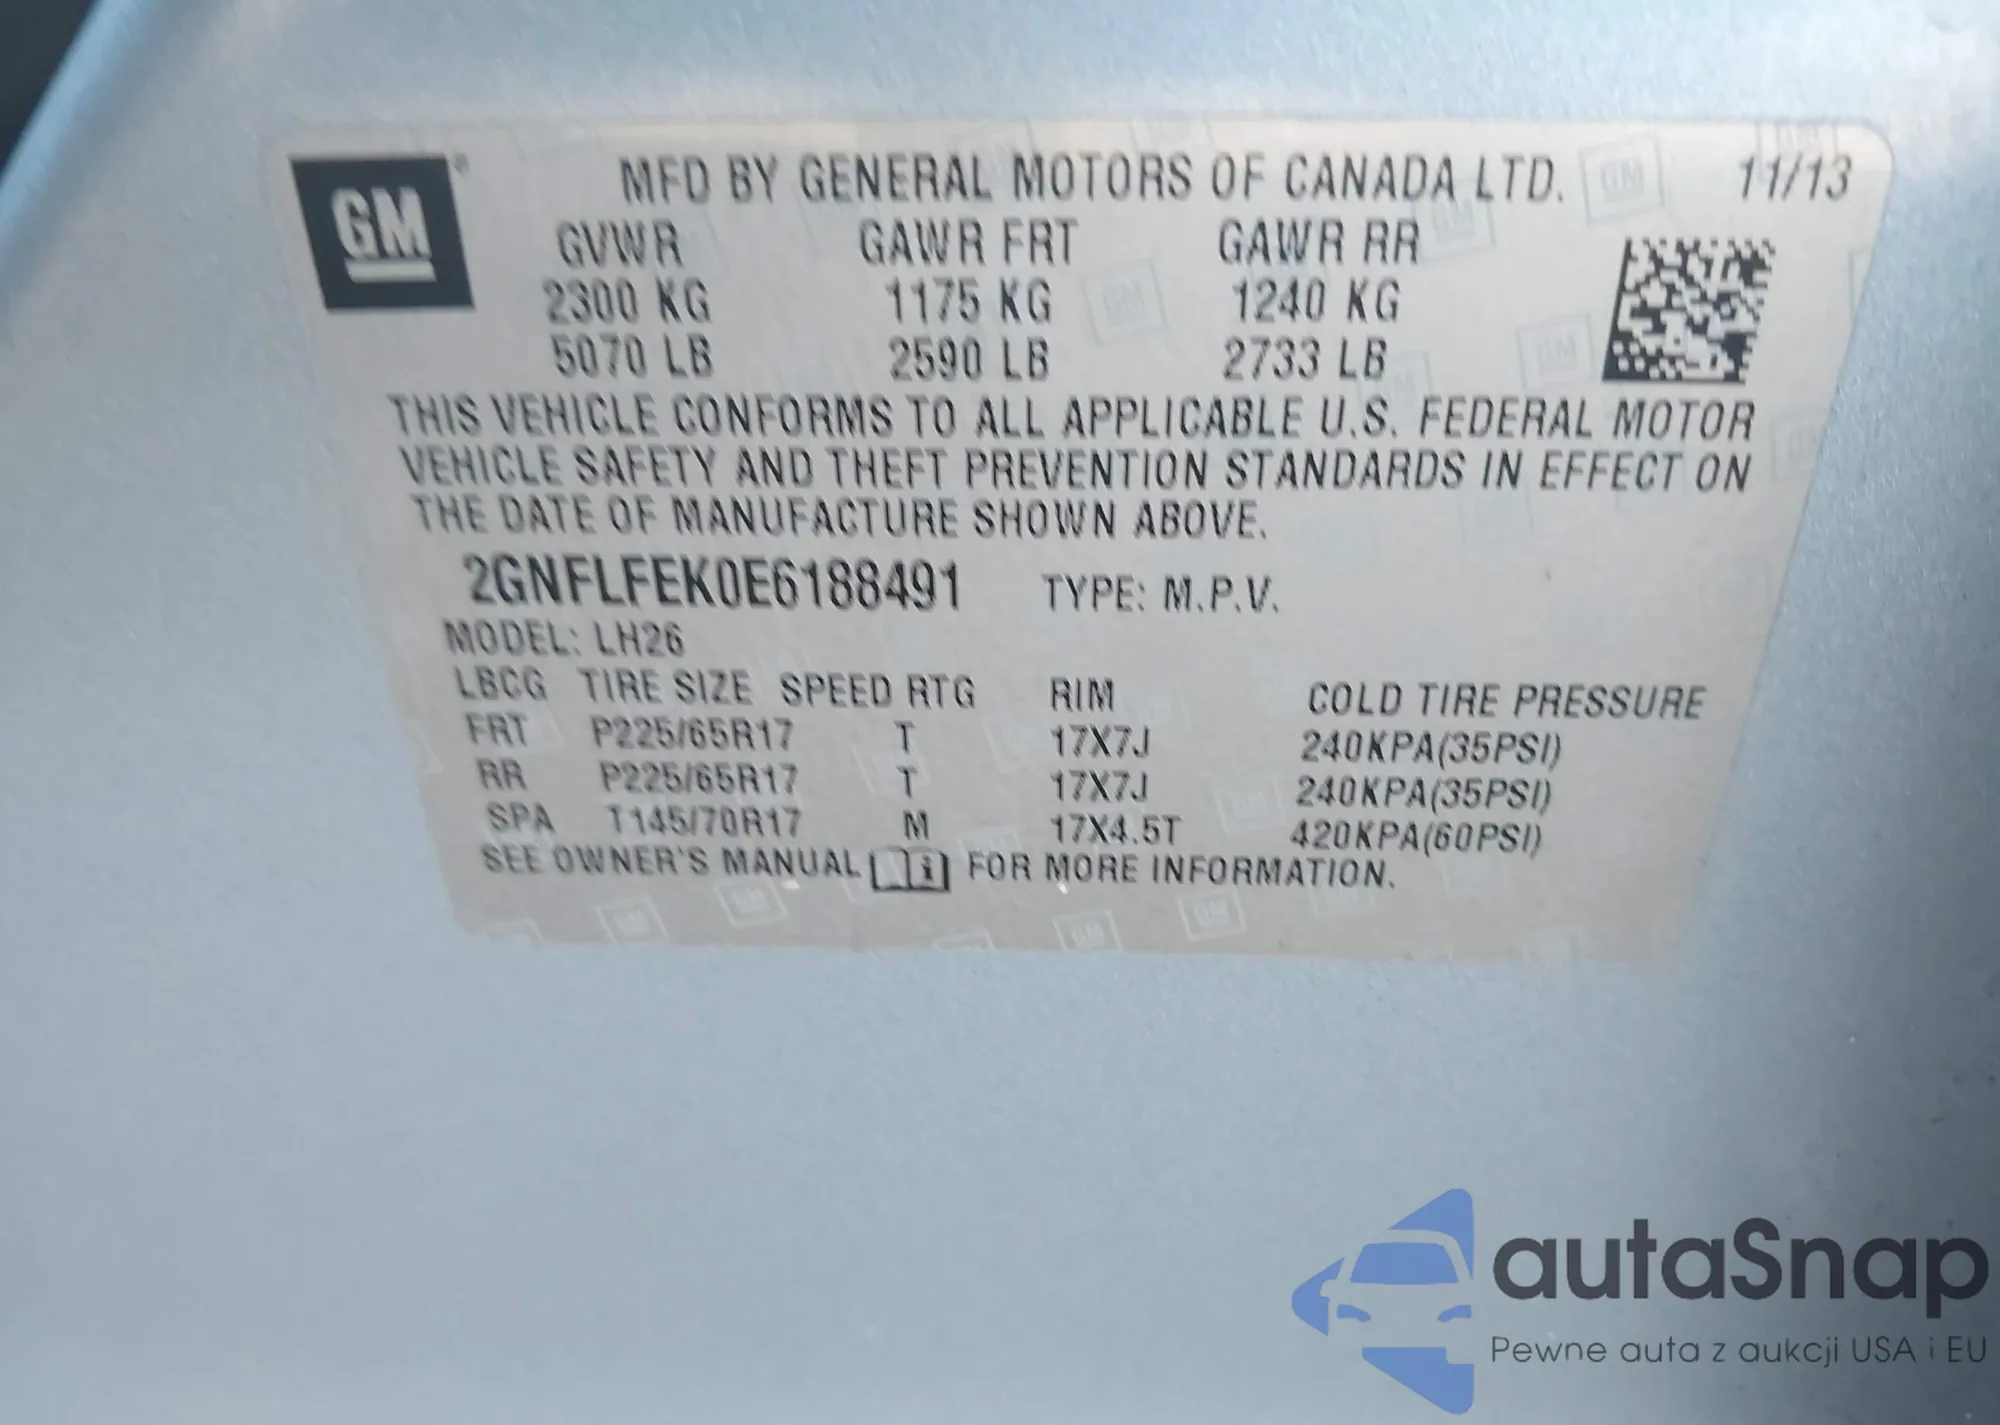 GM
MFD BY GENERAL MOTORS OF CANADA LTD. 11/13
GVWR GAWR FRT GAWR RR
2300 KG 1175 KG 1240 KG
5070 LB 2590 LB 2733 LB
THIS VEHICLE CONFORMS TO ALL APPLICABLE U.S. FEDERAL MOTOR
VEHICLE SAFETY AND THEFT PREVENTION STANDARDS IN EFFECT ON
THE DATE OF MANUFACTURE SHOWN ABOVE.
2GNFLFEK0E6188491 TYPE: M.P.V.
MODEL: LH26
LBCG TIRE SIZE SPEED RTG RIM COLD TIRE PRESSURE
FRT P225/65R17 T 17X7J 240KPA(35PSI)
RR P225/65R17 T 17X7J 240KPA(35PSI)
SPA T145/70R17 M 17X4.5T 420KPA(60PSI)
SEE OWNER'S MANUAL i FOR MORE INFORMATION.
autaSnap
Pewne auta z aukcji USA i EU